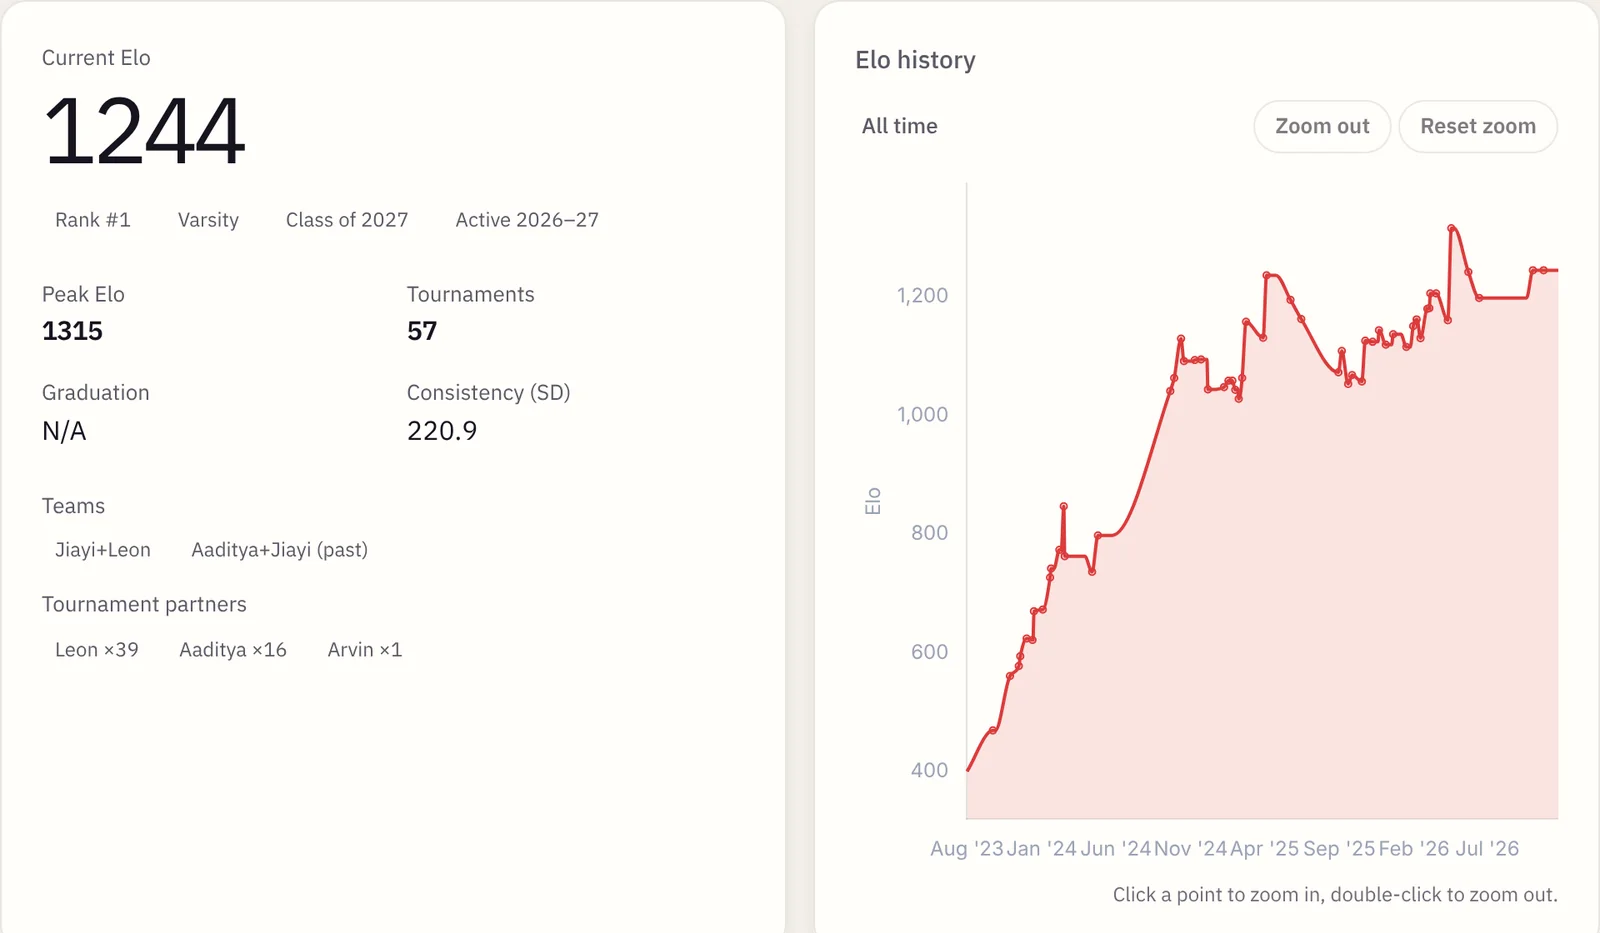 Current Elo
1244
Rank #1 Varsity Class of 2027 Active 2026–27
Peak Elo Tournaments
1315 57
Graduation Consistency (SD)
N/A 220.9
Teams
Jiayi+Leon Aaditya+Jiayi (past)
Tournament partners
Leon ×39 Aaditya ×16 Arvin ×1
Elo history
All time Zoom out Reset zoom
1,200
1,000
Elo
800
600
400
Aug '23 Jan '24 Jun '24 Nov '24 Apr '25 Sep '25 Feb '26 Jul '26
Click a point to zoom in, double-click to zoom out.